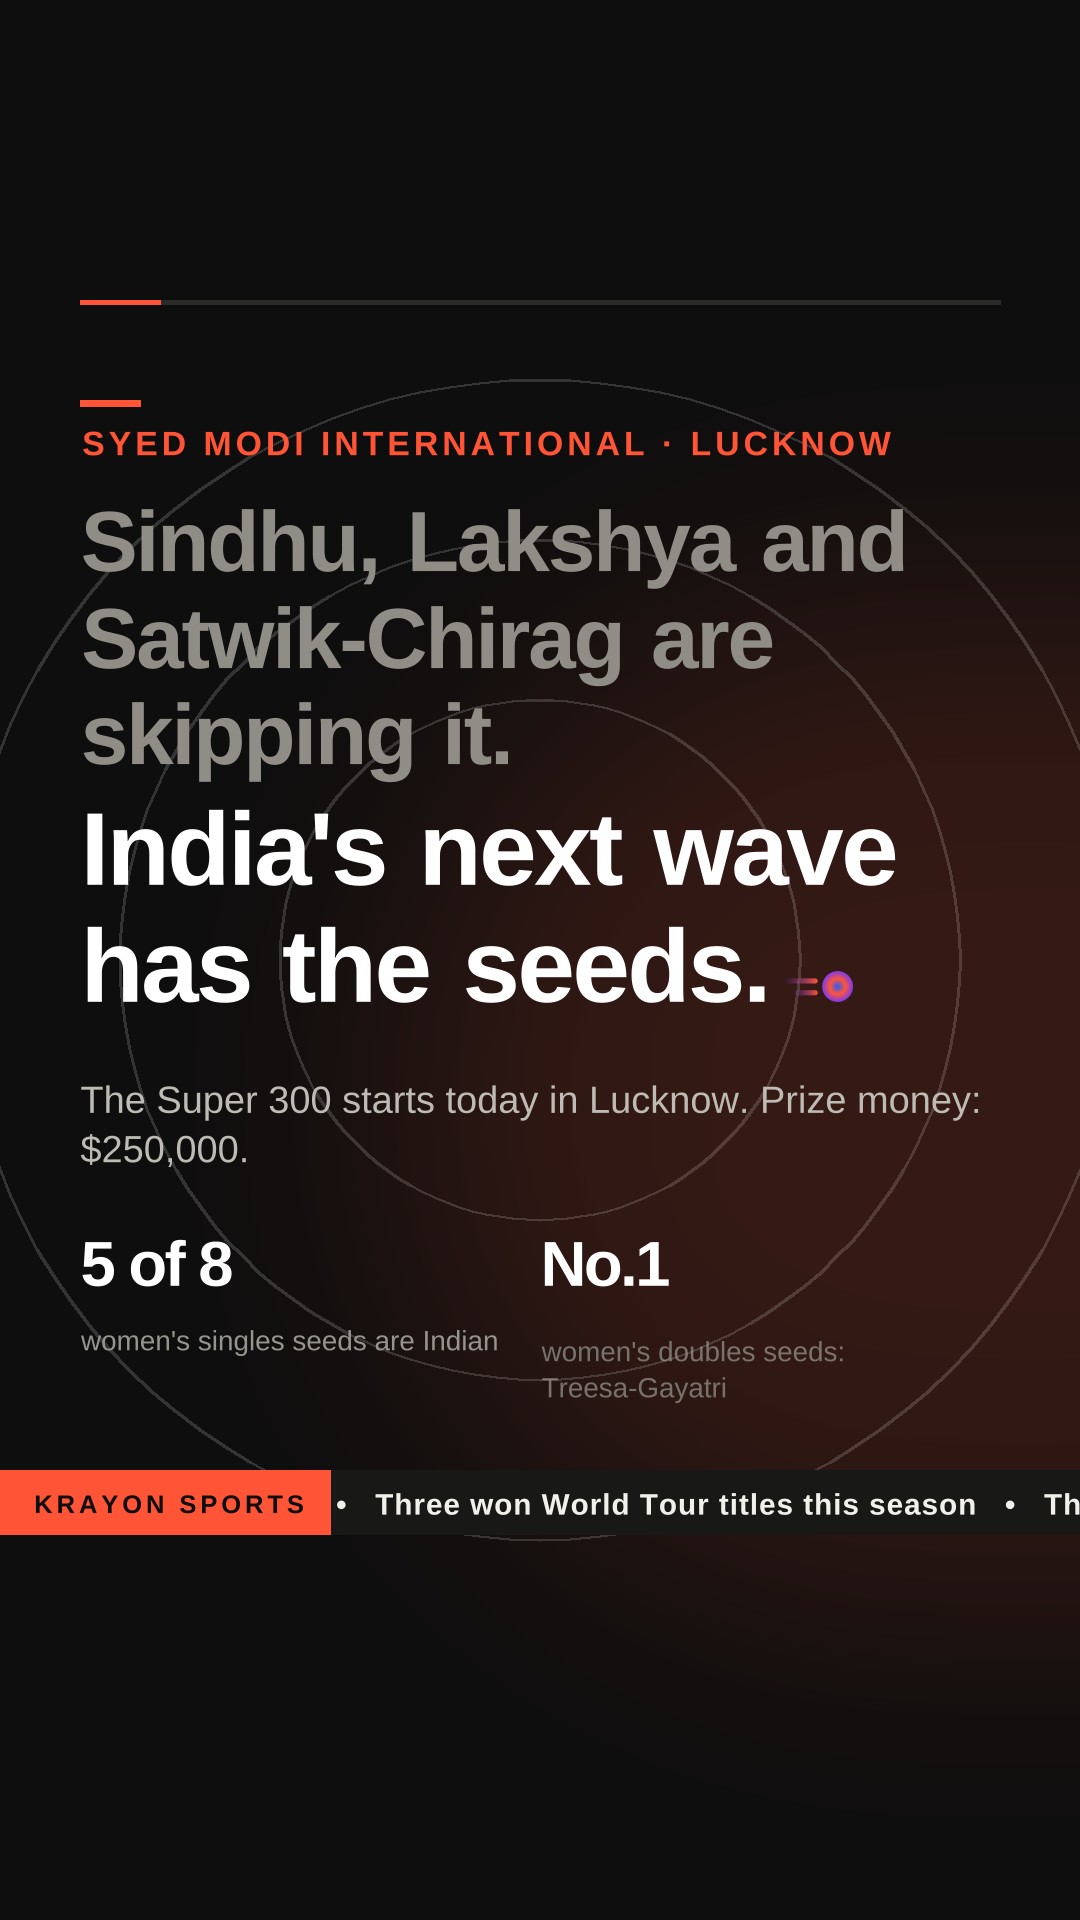 SYED MODI INTERNATIONAL · LUCKNOW
Sindhu, Lakshya and
Satwik-Chirag are
skipping it.
India's next wave
has the seeds.
The Super 300 starts today in Lucknow. Prize money:
$250,000.
5 of 8
women's singles seeds are Indian
No.1
women's doubles seeds:
Treesa-Gayatri
KRAYON SPORTS • Three won World Tour titles this season • Th